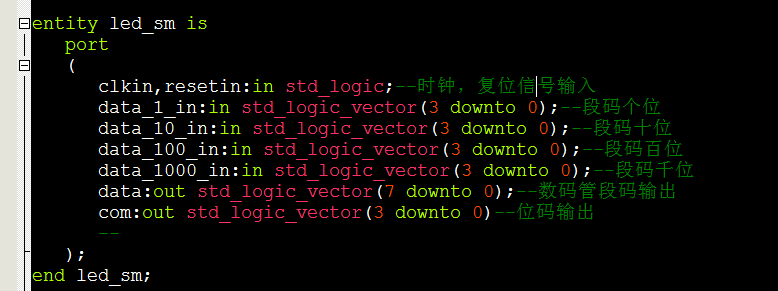 entity led_sm is
port
(
clkin,resetin:in std_logic;--时钟，复位信号输入
data_1_in:in std_logic_vector(3 downto 0);--段码个位
data_10_in:in std_logic_vector(3 downto 0);--段码十位
data_100_in:in std_logic_vector(3 downto 0);--段码百位
data_1000_in:in std_logic_vector(3 downto 0);--段码千位
data:out std_logic_vector(7 downto 0);--数码管段码输出
com:out std_logic_vector(3 downto 0)--位码输出
--
);
end led_sm;